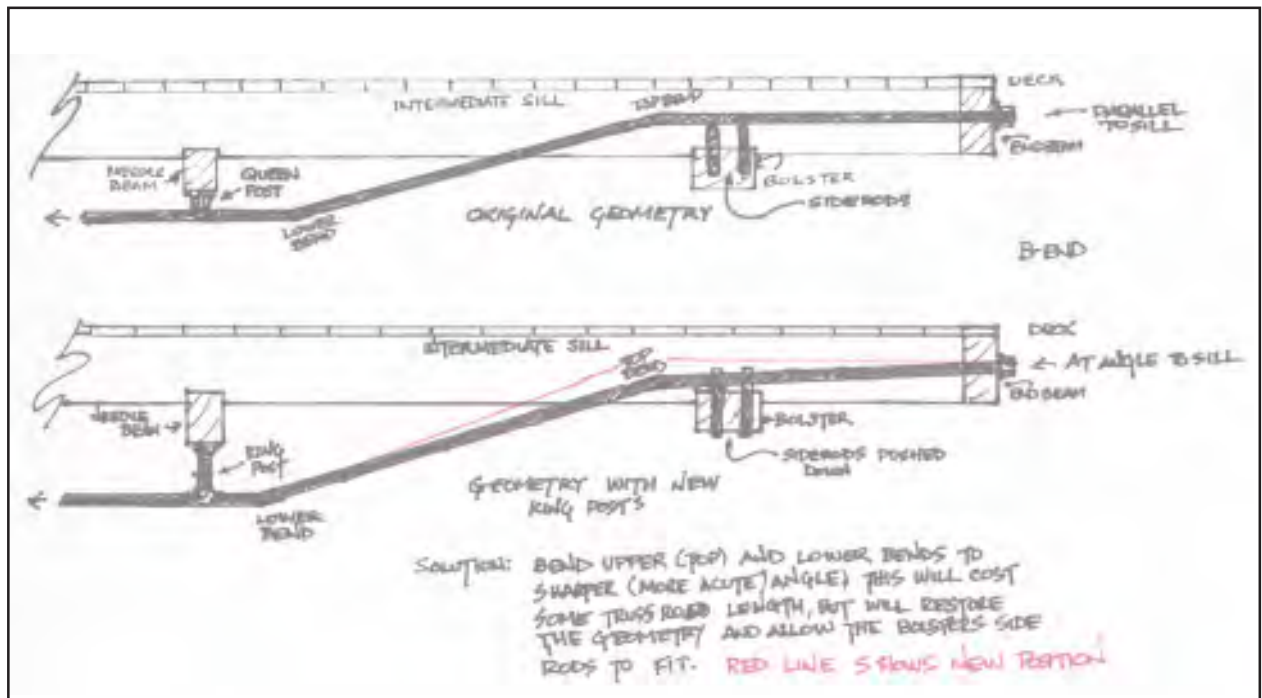 DECK
INTERMEDIATE SILL
TOP BEND
PARALLEL
TO SILL
END BEAM
NEEDLE
BEAM
QUEEN
POST
BOLSTER
SIDERODS
LOWER
BEND
ORIGINAL GEOMETRY
B-END
DECK
INTERMEDIATE SILL
TOP
BEND
AT ANGLE TO SILL
END BEAM
NEEDLE
BEAM
BOLSTER
KING
POST
SIDERODS PUSHED
DOWN
GEOMETRY WITH NEW
KING POSTS
LOWER
BEND
SOLUTION: BEND UPPER (TOP) AND LOWER BENDS TO
SHARPER (MORE ACUTE) ANGLE) THIS WILL COST
SOME TRUSS LENGTH, BUT WILL RESTORE
THE GEOMETRY AND ALLOW THE BOLSTERS SIDE
RODS TO FIT. RED LINE SHOWS NEW POSITION